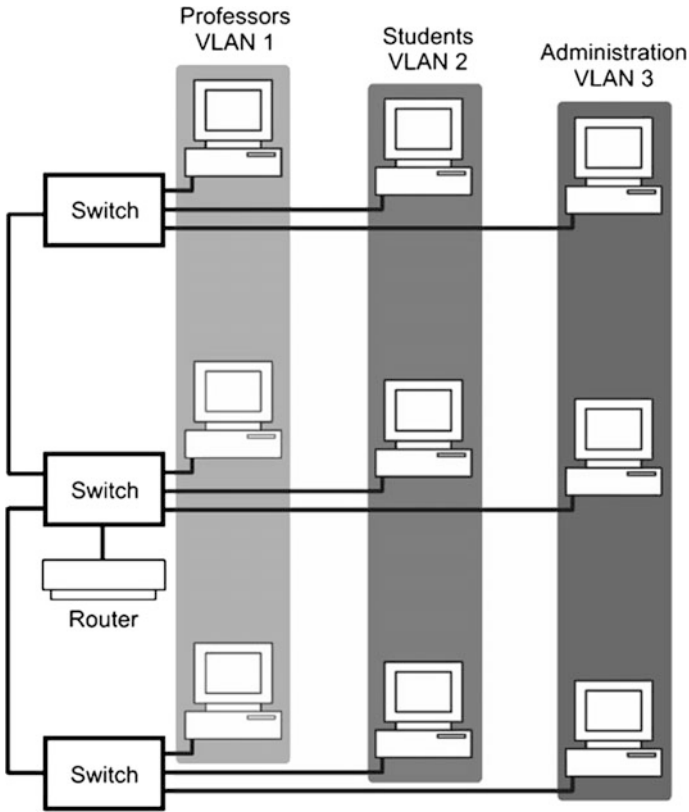 Professors
VLAN 1
Students
VLAN 2
Administration
VLAN 3
Switch
Switch
Router
Switch